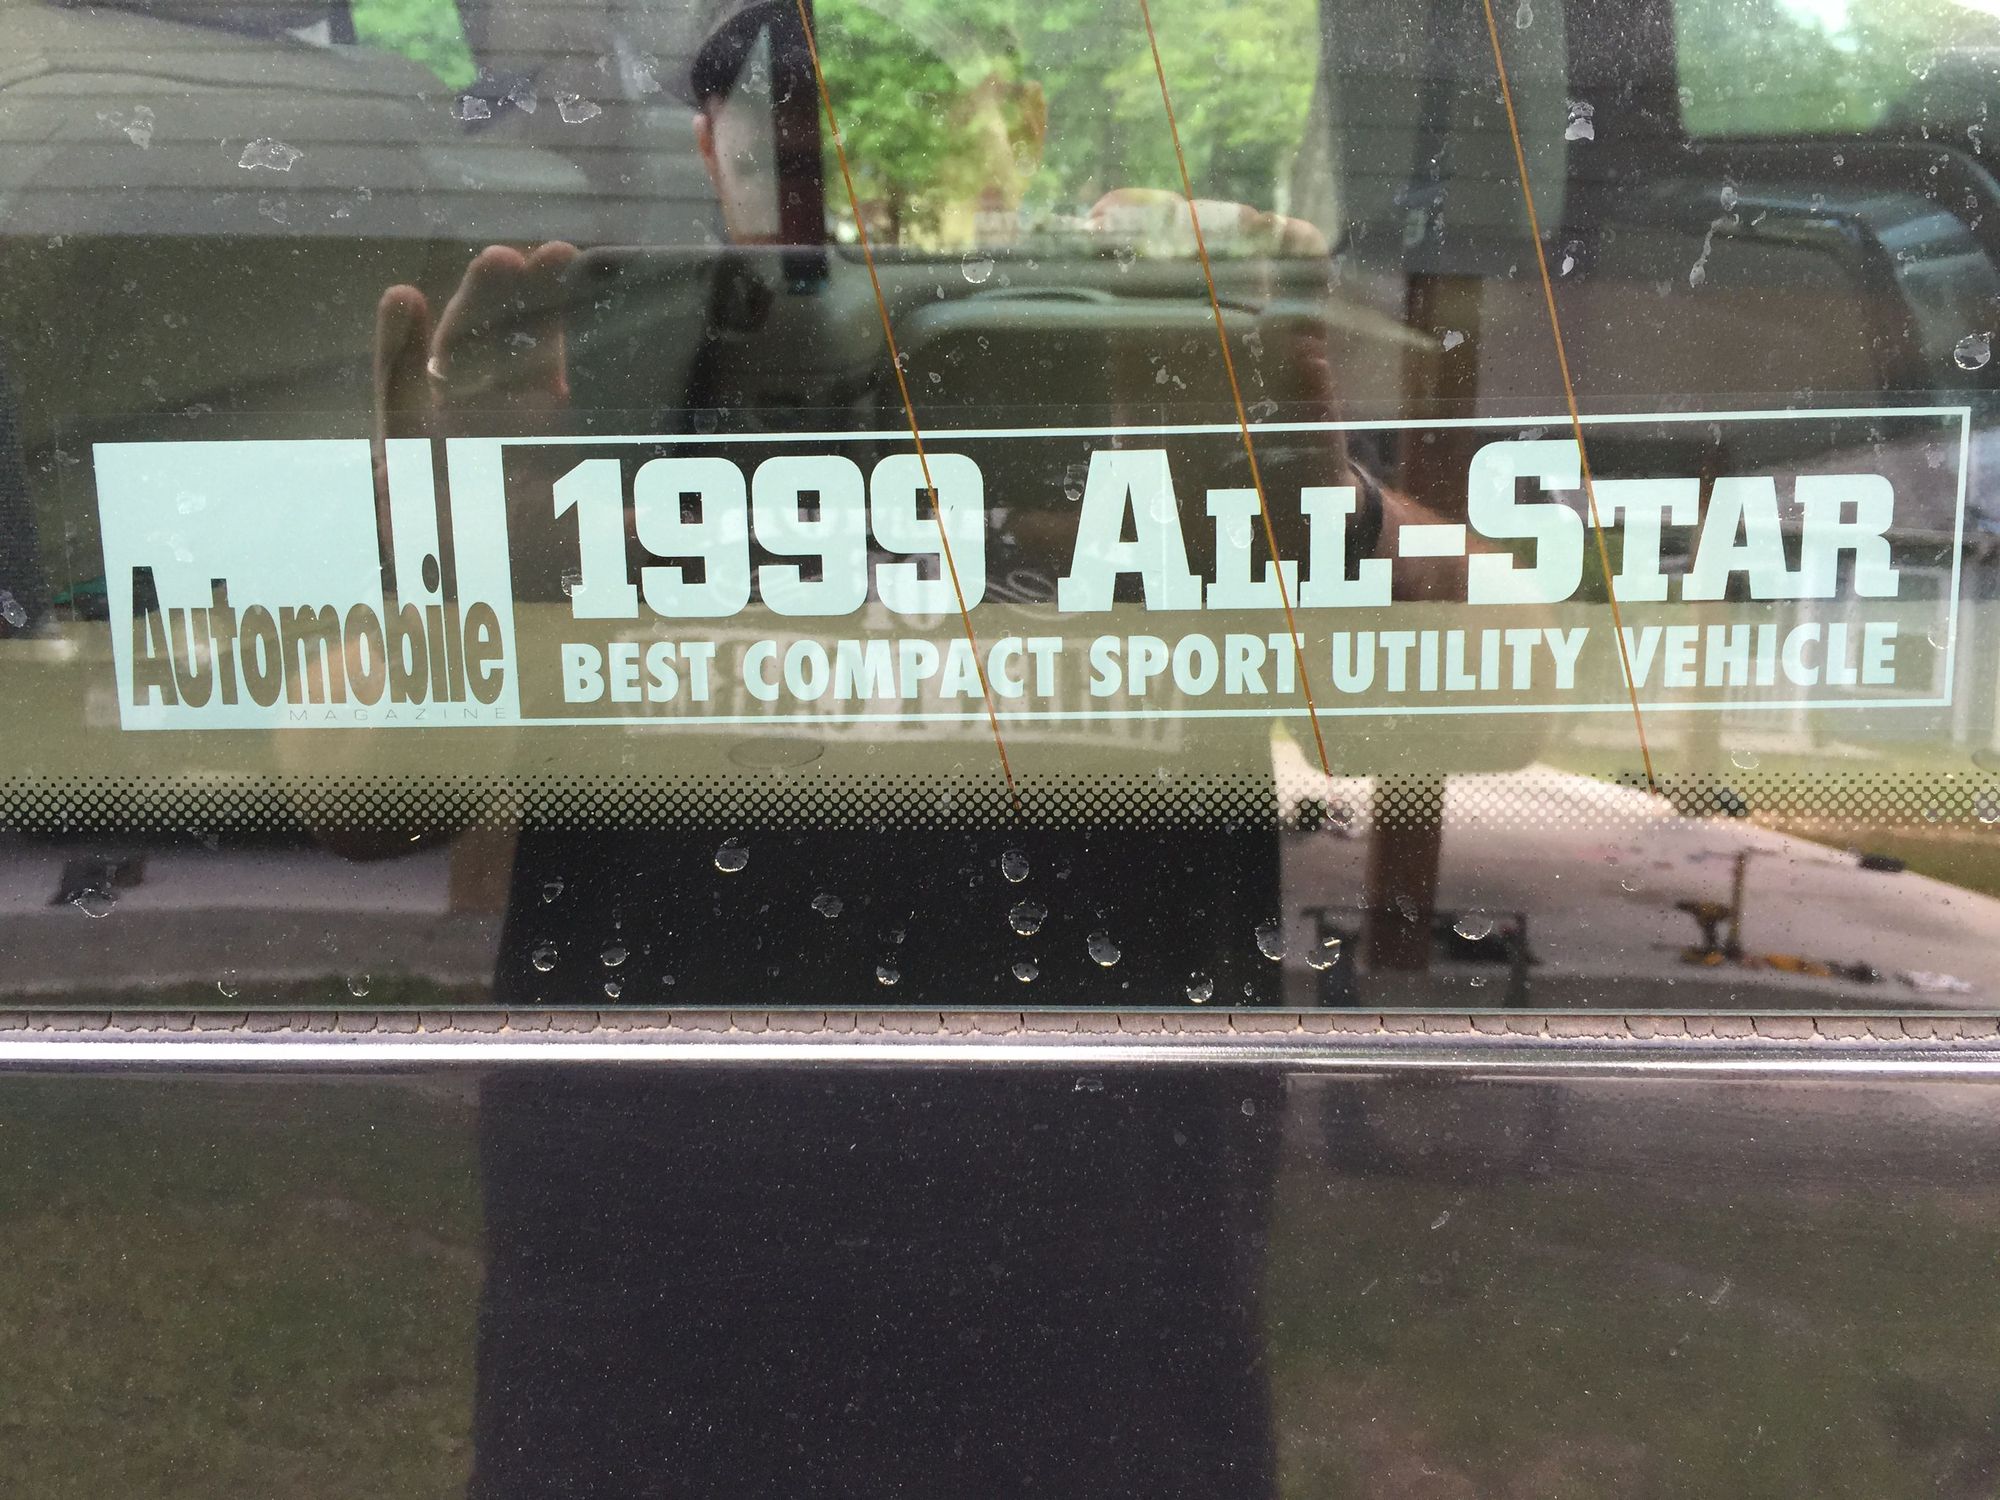 Automobile
MAGAZINE
1999 ALL-STAR
BEST COMPACT SPORT UTILITY VEHICLE